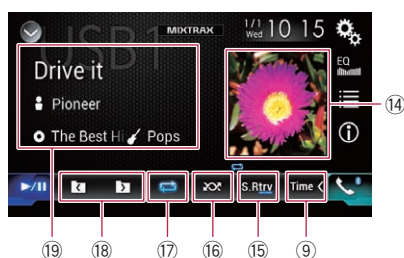 USB1
MIXTRAX
1/1 Wed 10 15
Drive it
EQ
Pioneer
The Best Hi Pops
S.Rtrv
Time
⑭
⑲ ⑱ ⑰ ⑯ ⑮ ⑨